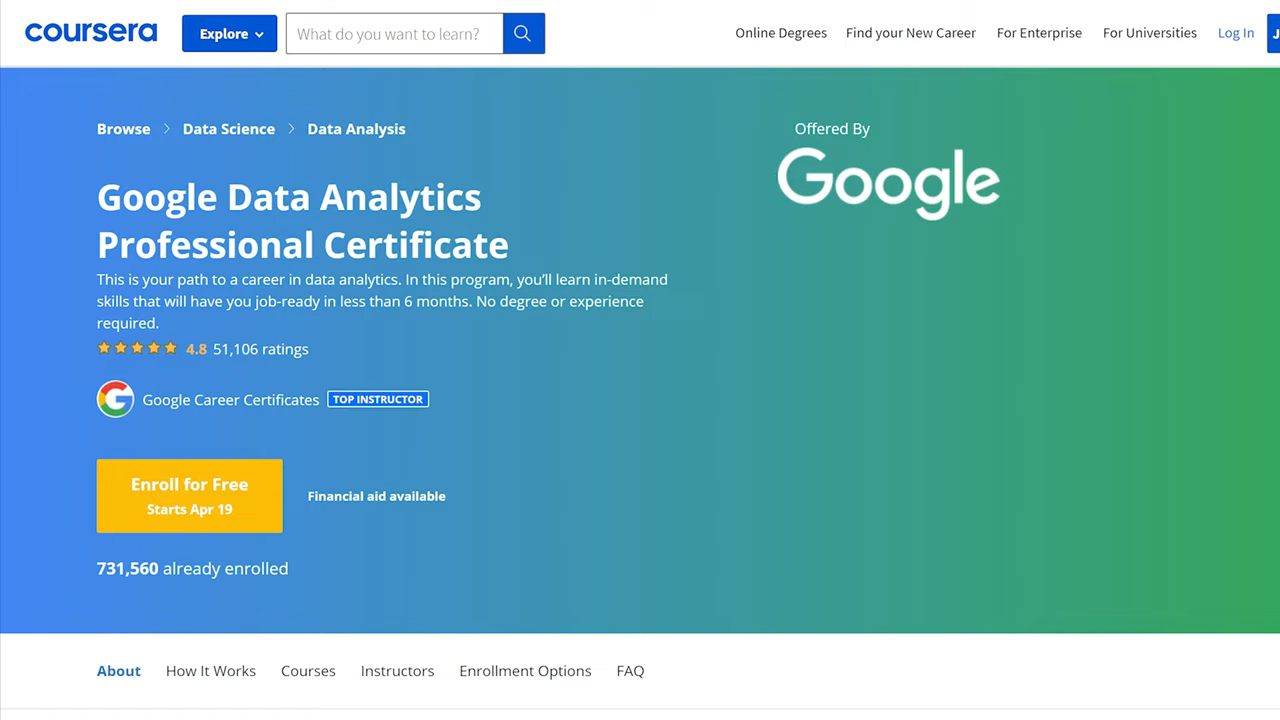 coursera
Explore
What do you want to learn?
Online Degrees
Find your New Career
For Enterprise
For Universities
Log In
J
Browse > Data Science > Data Analysis
Offered By
Google
Google Data Analytics
Professional Certificate
This is your path to a career in data analytics. In this program, you’ll learn in-demand
skills that will have you job-ready in less than 6 months. No degree or experience
required.
4.8 51,106 ratings
G
Google Career Certificates TOP INSTRUCTOR
Enroll for Free
Starts Apr 19
Financial aid available
731,560 already enrolled
About
How It Works
Courses
Instructors
Enrollment Options
FAQ